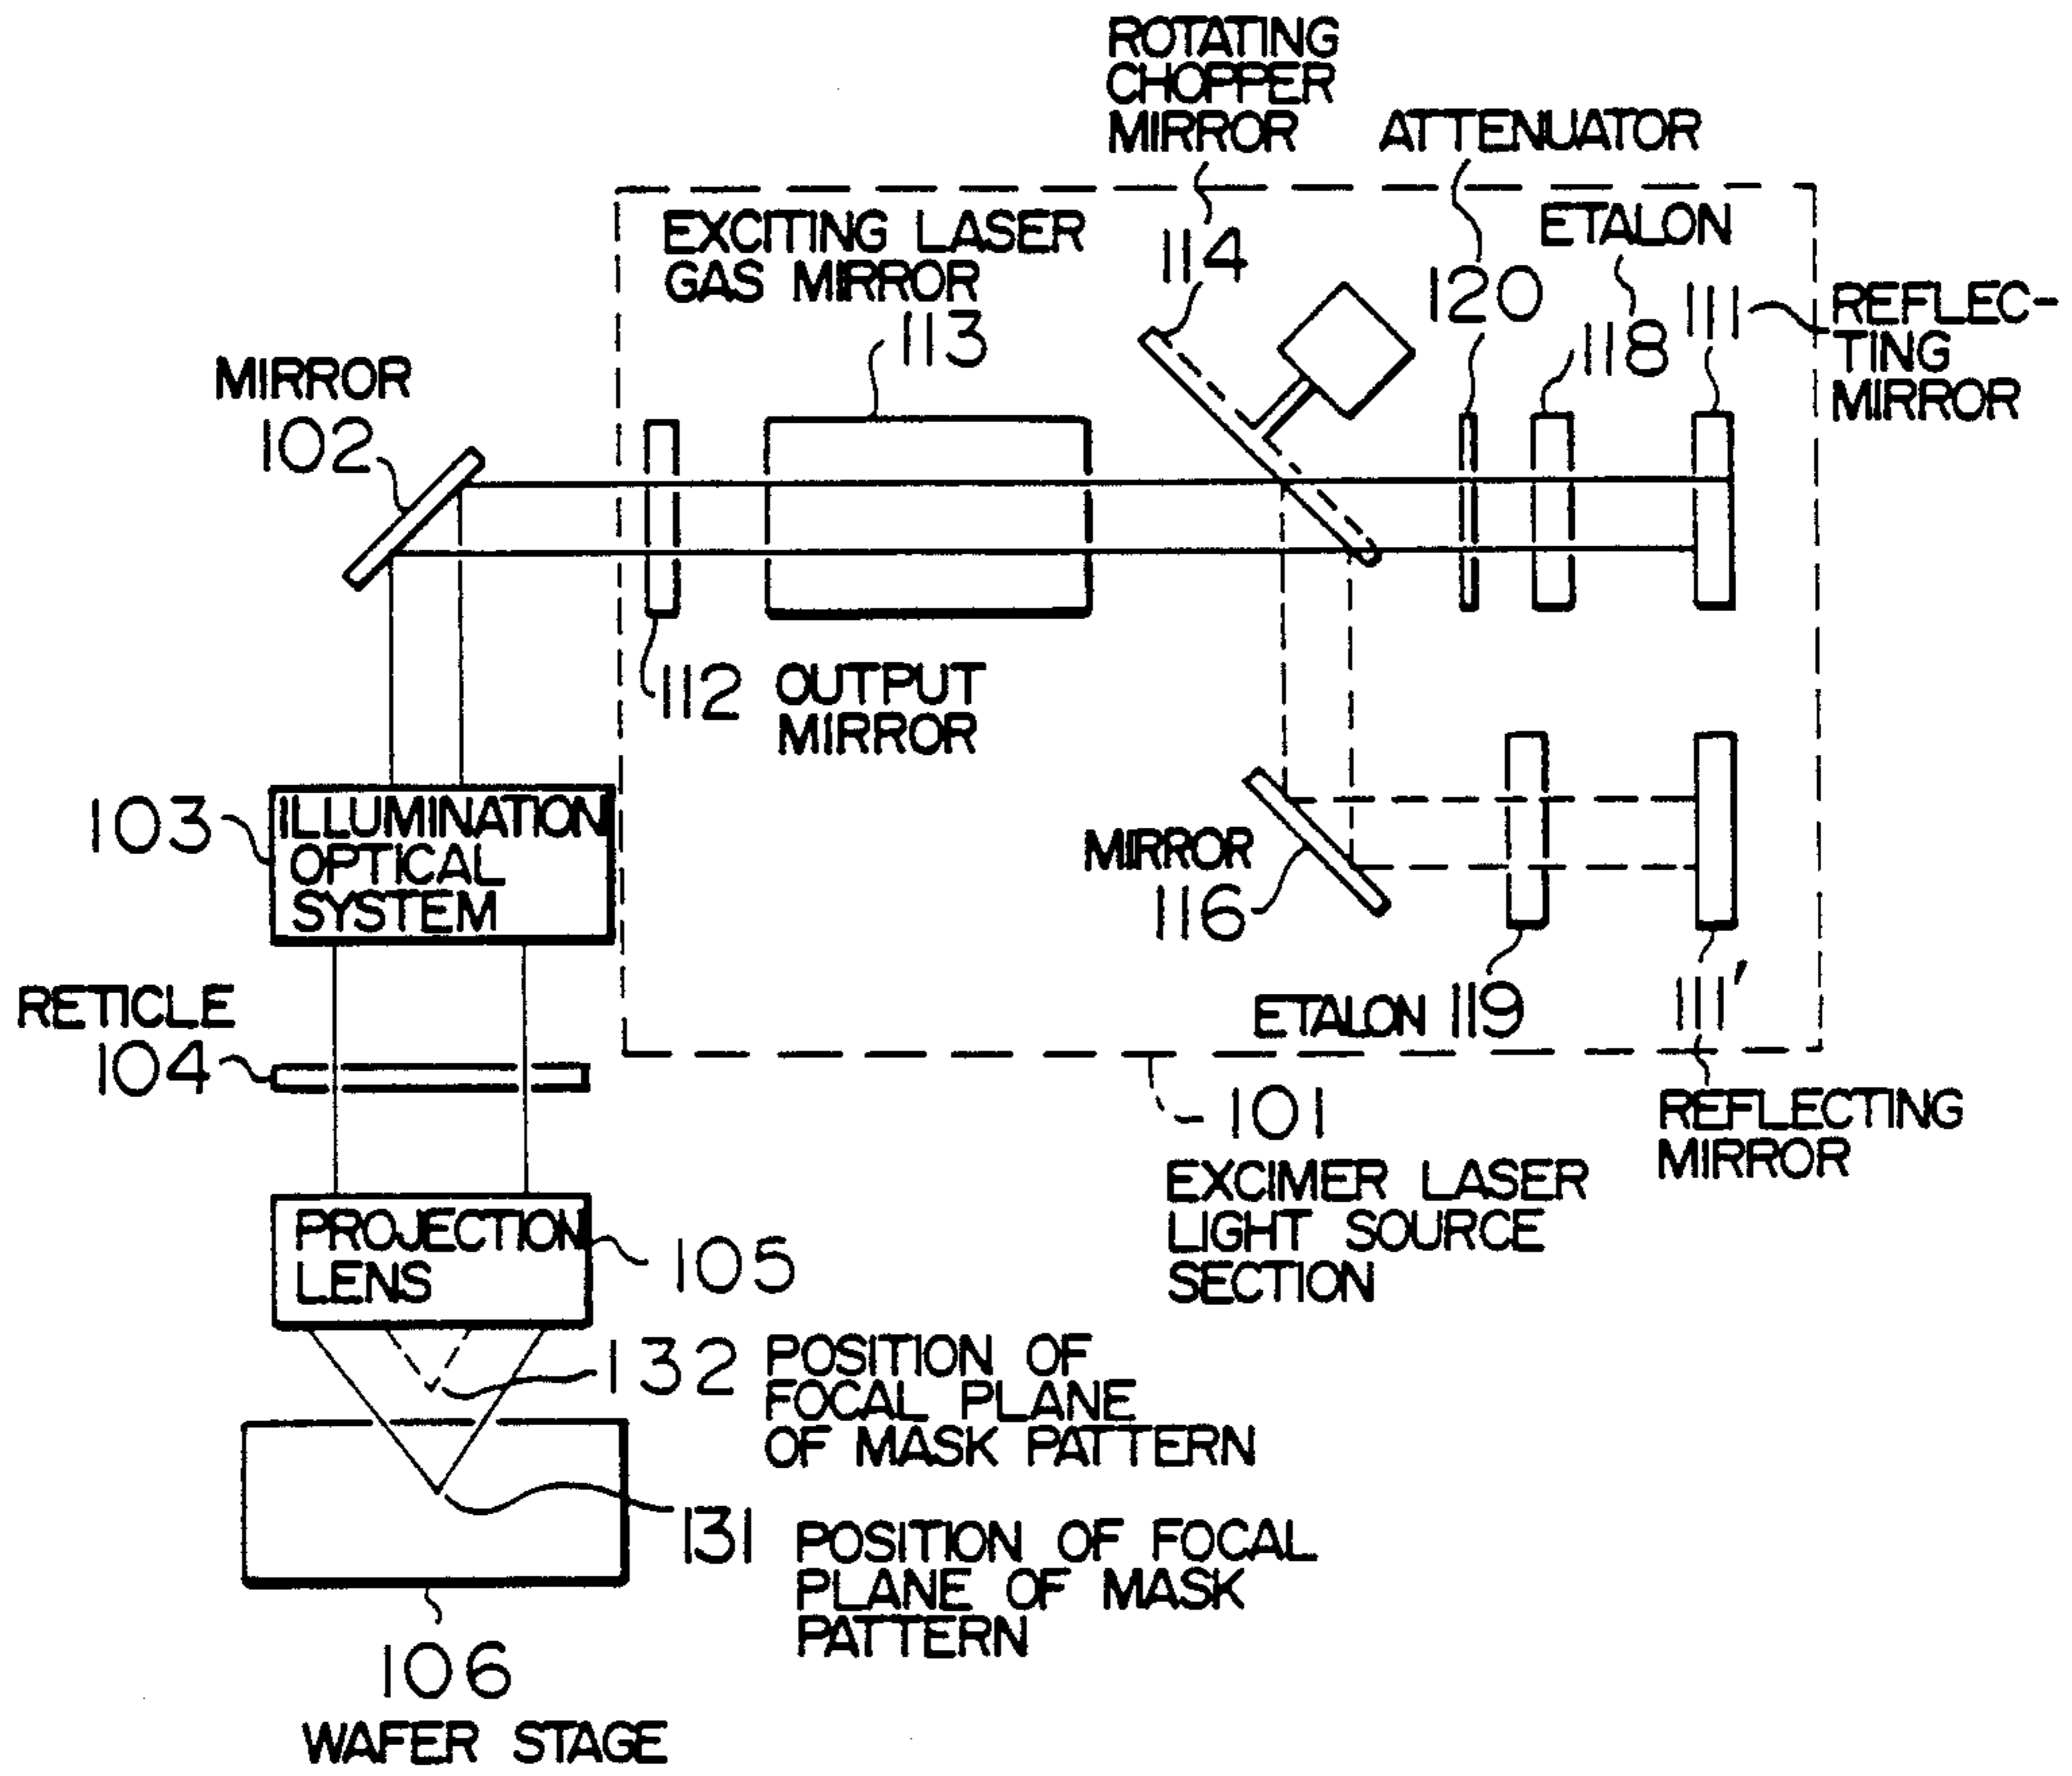 ROTATING
CHOPPER
MIRROR
ATTENUATOR
EXCITING LASER
GAS MIRROR
113
114
120
ETALON
118
111
REFLEC-
TING
MIRROR
MIRROR
102
112 OUTPUT
MIRROR
103
ILLUMINATION
OPTICAL
SYSTEM
MIRROR
116
ETALON 119
111'
REFLECTING
MIRROR
RETICLE
104
101
EXCIMER LASER
LIGHT SOURCE
SECTION
PROJECTION
LENS
105
132 POSITION OF
FOCAL PLANE
OF MASK PATTERN
131 POSITION OF FOCAL
PLANE OF MASK
PATTERN
106
WAFER STAGE